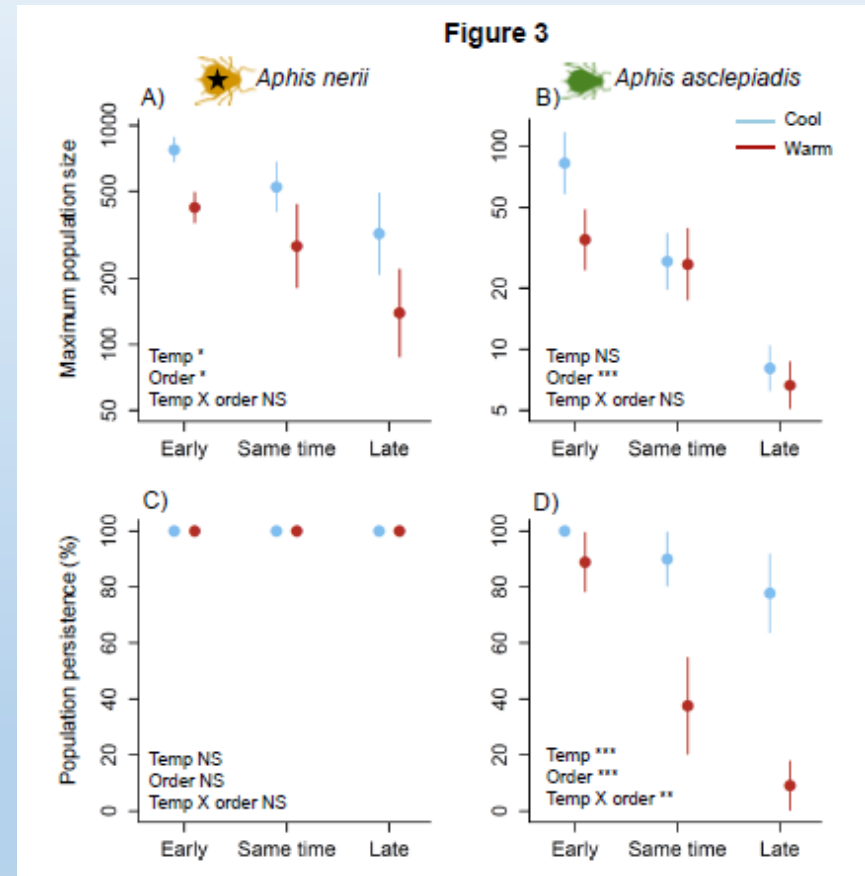 Figure 3
Aphis nerii
Aphis asclepiadis
A)
Maximum population size
1000
500
200
100
50
Temp *
Order *
Temp X order NS
Early Same time Late
B)
Cool
Warm
100
50
20
10
5
Temp NS
Order ***
Temp X order NS
Early Same time Late
C)
Population persistence (%)
100
80
60
40
20
0
Temp NS
Order NS
Temp X order NS
Early Same time Late
D)
100
80
60
40
20
0
Temp ***
Order ***
Temp X order **
Early Same time Late